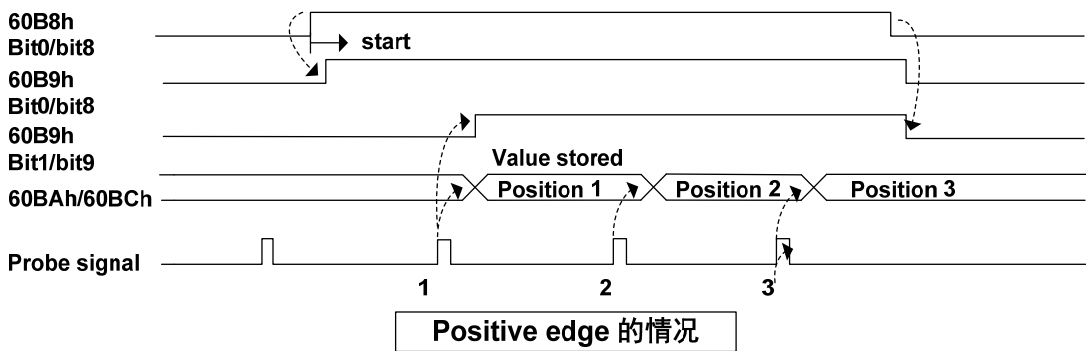 60B8h
Bit0/bit8
start
60B9h
Bit0/bit8
60B9h
Bit1/bit9
Value stored
60BAh/60BCh
Position 1
Position 2
Position 3
Probe signal
1
2
3
Positive edge 的情况